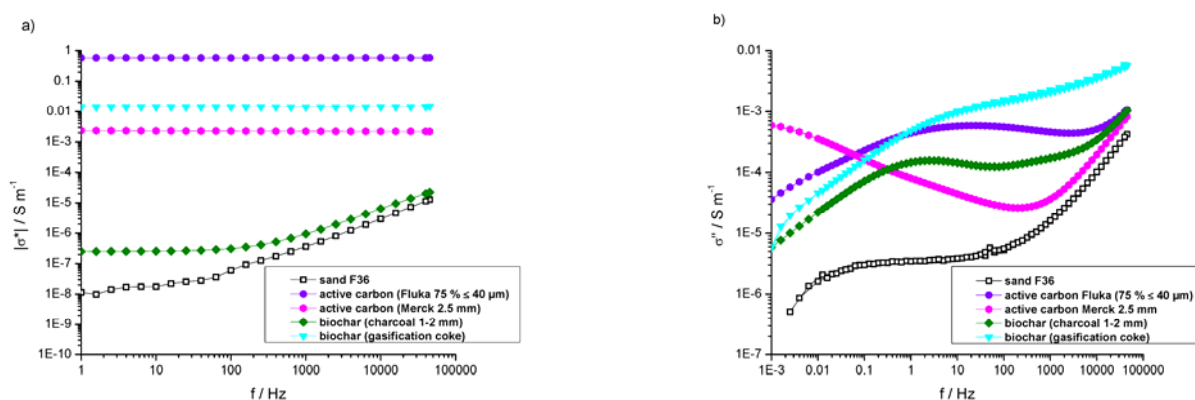 a)
|σ*| / S m⁻¹
1
0.1
0.01
1E-3
1E-4
1E-5
1E-6
1E-7
1E-8
1E-9
1E-10
1
10
100
1000
10000
100000
f / Hz
sand F36
active carbon (Fluka 75 % ≤ 40 µm)
active carbon (Merck 2.5 mm)
biochar (charcoal 1-2 mm)
biochar (gasification coke)
b)
σ'' / S m⁻¹
0.01
1E-3
1E-4
1E-5
1E-6
1E-7
1E-3
0.01
0.1
1
10
100
1000
10000
100000
f / Hz
sand F36
active carbon Fluka (75 % ≤ 40 µm)
active carbon Merck 2.5 mm
biochar (charcoal 1-2 mm)
biochar (gasification coke)